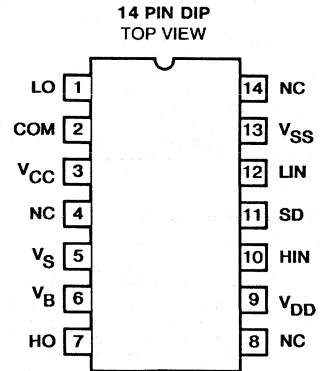 14 PIN DIP
TOP VIEW
LO 1 14 NC
COM 2 13 VSS
VCC 3 12 LIN
NC 4 11 SD
VS 5 10 HIN
VB 6 9 VDD
HO 7 8 NC